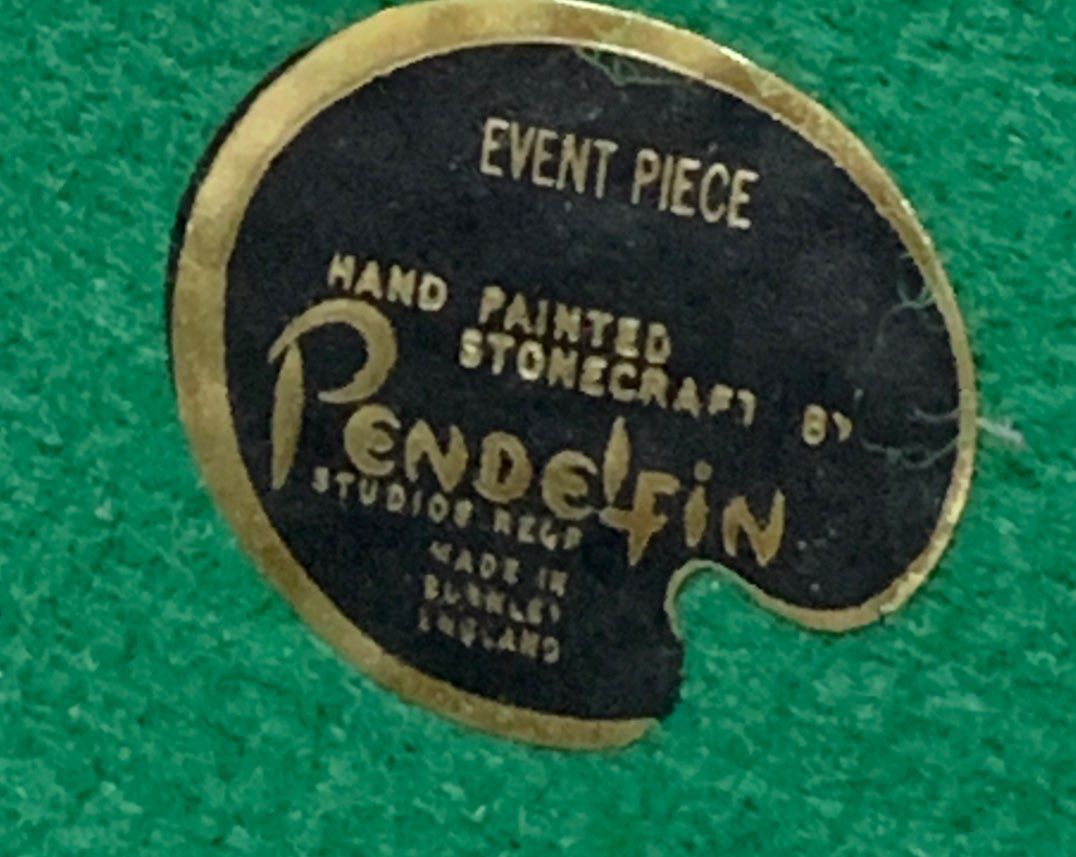 EVENT PIECE
HAND PAINTED
STONECRAFT BY
PENDELFIN
STUDIOS REGD
MADE IN
BURNLEY
ENGLAND